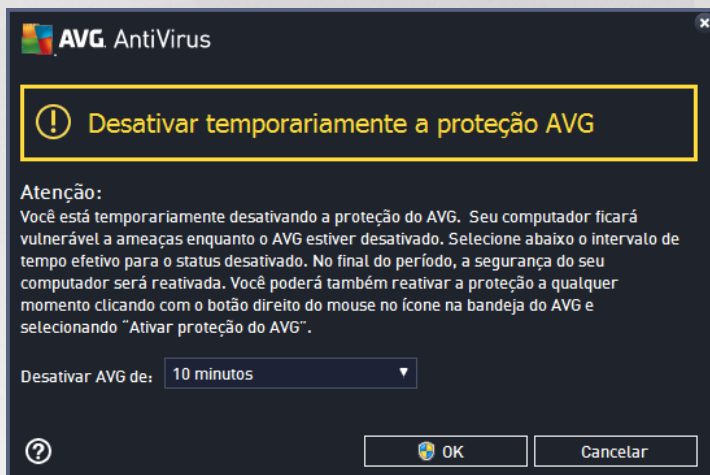 AVG. AntiVirus
Desativar temporariamente a proteção AVG
Atenção:
Você está temporariamente desativando a proteção do AVG. Seu computador ficará
vulnerável a ameaças enquanto o AVG estiver desativado. Selecione abaixo o intervalo de
tempo efetivo para o status desativado. No final do período, a segurança do seu
computador será reativada. Você poderá também reativar a proteção a qualquer
momento clicando com o botão direito do mouse no ícone na bandeja do AVG e
selecionando "Ativar proteção do AVG".
Desativar AVG de: 10 minutos
OK Cancelar